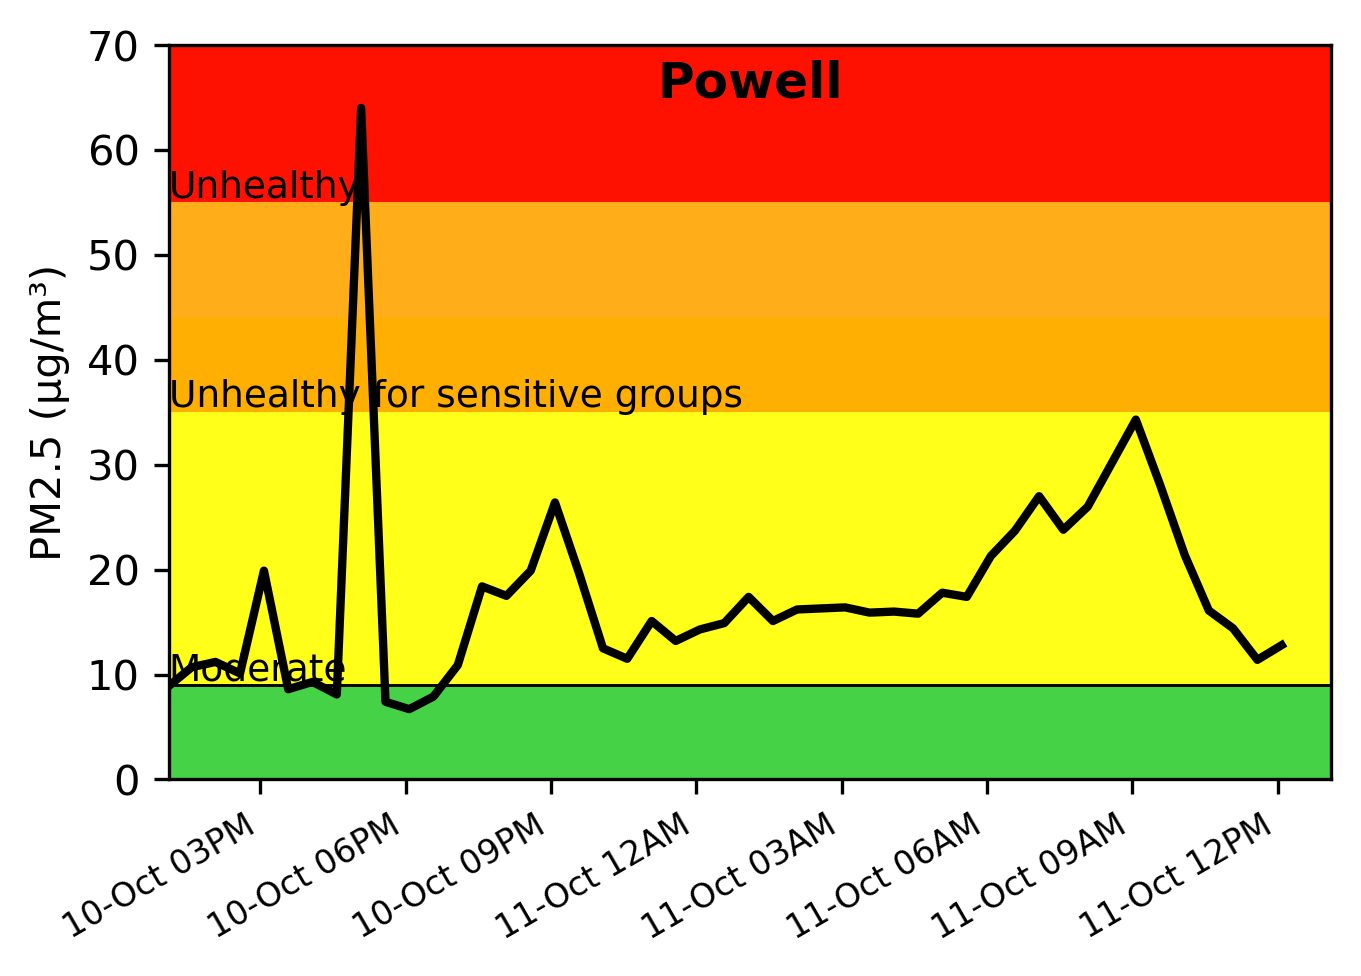 Powell
PM2.5 (µg/m³)
70
60
50
40
30
20
10
0
Unhealthy
Unhealthy for sensitive groups
Moderate
10-Oct 03PM
10-Oct 06PM
10-Oct 09PM
11-Oct 12AM
11-Oct 03AM
11-Oct 06AM
11-Oct 09AM
11-Oct 12PM